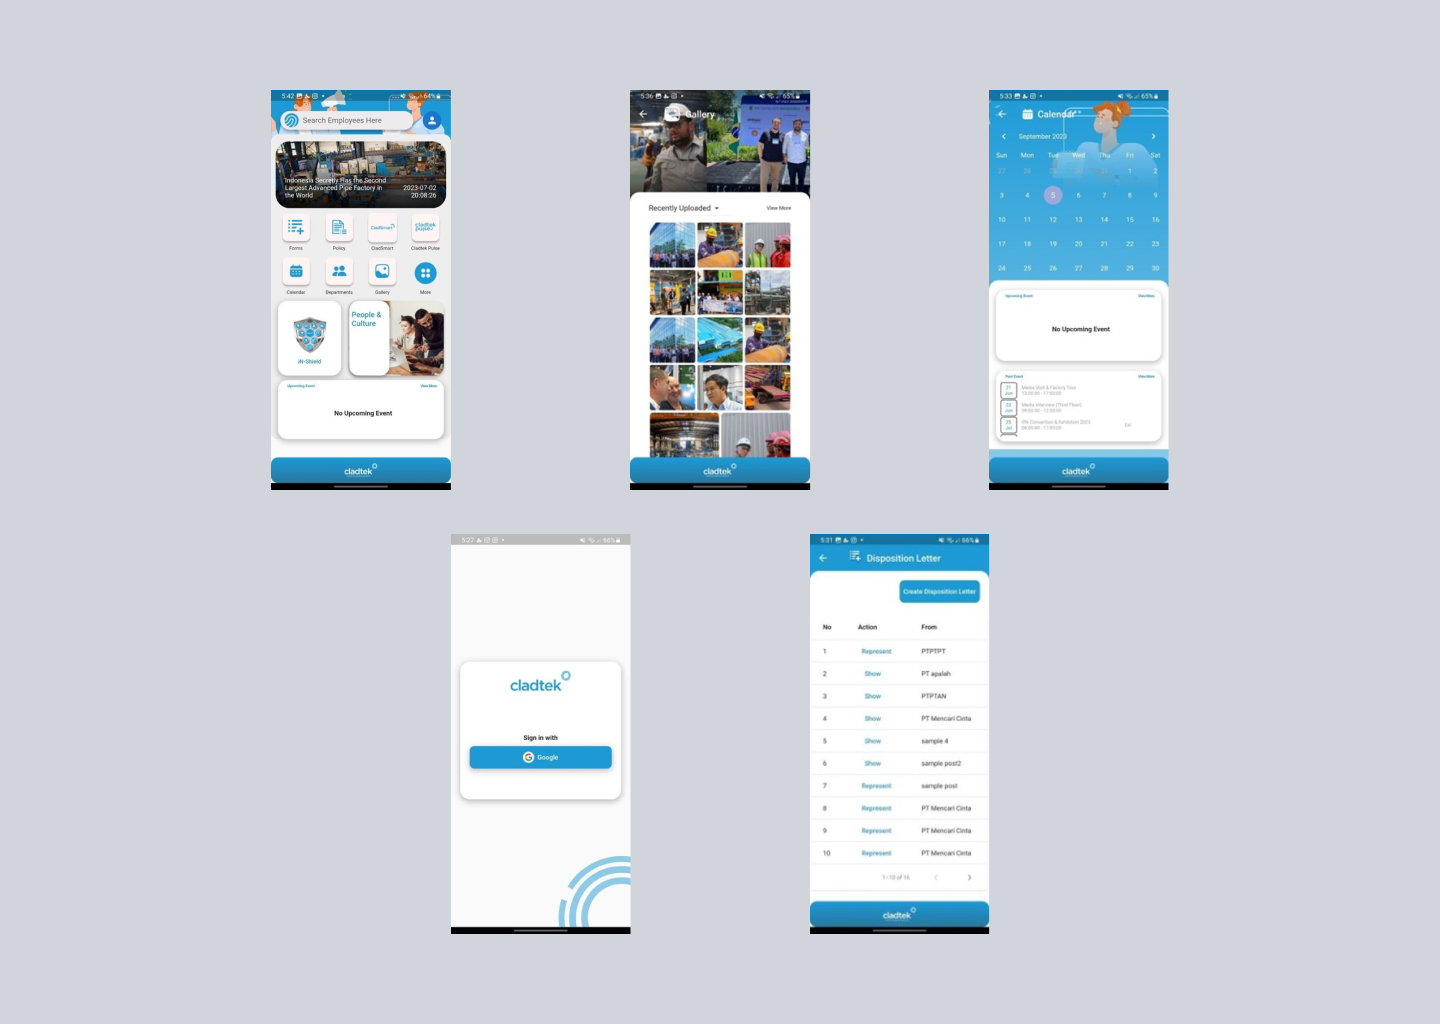 5:42
64%
Search Employees Here
Indonesia Secretly Has the Second
Largest Advanced Pipe Factory in
the World
2023-07-02
20:08:26
Forms
Policy
CladSmart
CladSmart
cladtek
pulse
Cladtek Pulse
Calendar
Departments
Gallery
More
IN-Shield
People &
Culture
Upcoming Event
View More
No Upcoming Event
cladtek
5:36
65%
Gallery
Recently Uploaded
View More
cladtek
5:33
65%
Calendar
September 2023
Sun Mon Tue Wed Thu Fri Sat
27 28 29 30 31 1 2
3 4 5 6 7 8 9
10 11 12 13 14 15 16
17 18 19 20 21 22 23
24 25 26 27 28 29 30
Upcoming Event
View More
No Upcoming Event
Past Event
View More
21
Jun
Media Visit & Factory Tour
22
Jun
Media Interview (Third Floor)
25
Jul
IPA Convention & Exhibition 2023
cladtek
5:27
66%
cladtek
Sign in with
Google
5:31
66%
Disposition Letter
Create Disposition Letter
No Action From
1 Represent PTPTPT
2 Show PT apalah
3 Show PTPTAN
4 Show PT Mencari Cinta
5 Show sample 4
6 Show sample post2
7 Represent sample post
8 Represent PT Mencari Cinta
9 Represent PT Mencari Cinta
10 Represent PT Mencari Cinta
1-10 of 16
cladtek